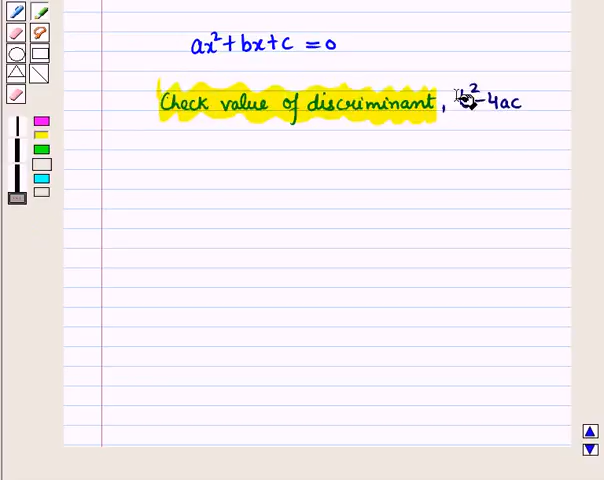 ax²+bx+c = 0
Check value of discriminant, b²-4ac